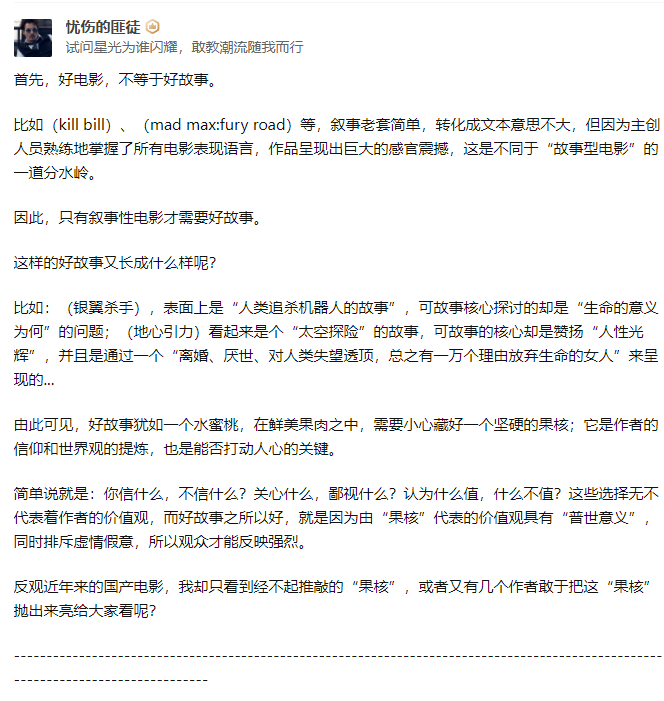 忧伤的匪徒
试问星光为谁闪耀，敢教潮流随我而行
首先，好电影，不等于好故事。
比如（kill bill）、（mad max:fury road）等，叙事老套简单，转化成文本意思不大，但因为主创
人员熟练地掌握了所有电影表现语言，作品呈现出巨大的感官震撼，这是不同于“故事型电影”的
一道分水岭。
因此，只有叙事性电影才需要好故事。
这样的好故事又长成什么样呢？
比如：（银翼杀手），表面上是“人类追杀机器人的故事”，可故事核心探讨的却是“生命的意义
为何”的问题；（地心引力）看起来是个“太空探险”的故事，可故事的核心却是赞扬“人性光
辉”，并且是通过一个“离婚、厌世、对人类失望透顶，总之有一万个理由放弃生命的女人”来呈
现的...
由此可见，好故事犹如一个水蜜桃，在鲜美果肉之中，需要小心藏好一个坚硬的果核；它是作者的
信仰和世界观的提炼，也是能否打动人心的关键。
简单说就是：你信什么，不信什么？关心什么，鄙视什么？认为什么值，什么不值？这些选择无不
代表着作者的价值观，而好故事之所以好，就是因为由“果核”代表的价值观具有“普世意义”，
同时排斥虚情假意，所以观众才能反映强烈。
反观近年来的国产电影，我却只看到经不起推敲的“果核”，或者又有几个作者敢于把这“果核”
抛出来亮给大家看呢？